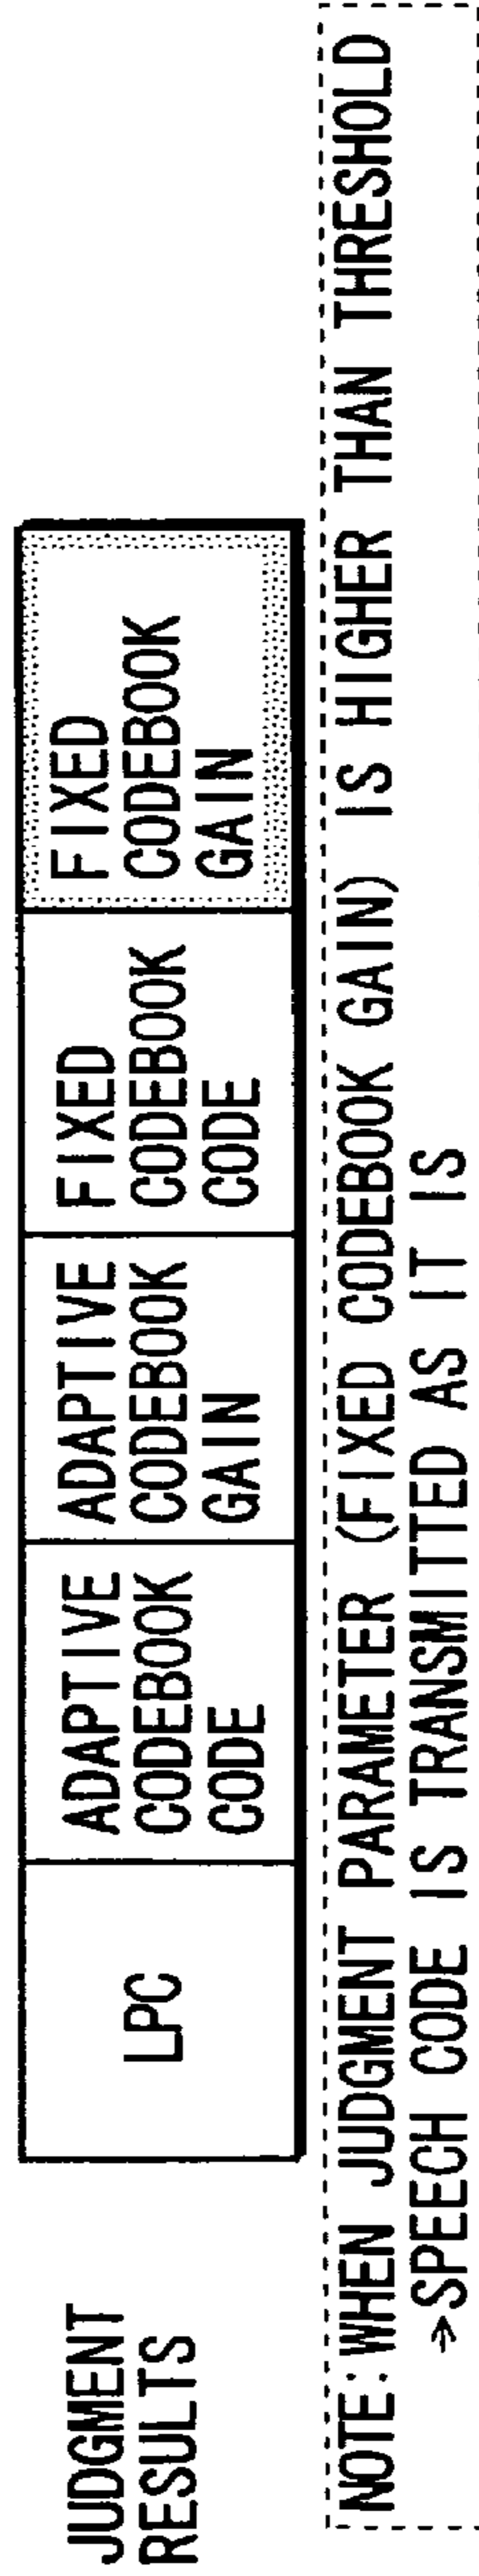 JUDGMENT
RESULTS
LPC
ADAPTIVE
CODEBOOK
CODE
ADAPTIVE
CODEBOOK
GAIN
FIXED
CODEBOOK
CODE
FIXED
CODEBOOK
GAIN
NOTE:WHEN JUDGMENT PARAMETER (FIXED CODEBOOK GAIN) IS HIGHER THAN THRESHOLD
→SPEECH CODE IS TRANSMITTED AS IT IS